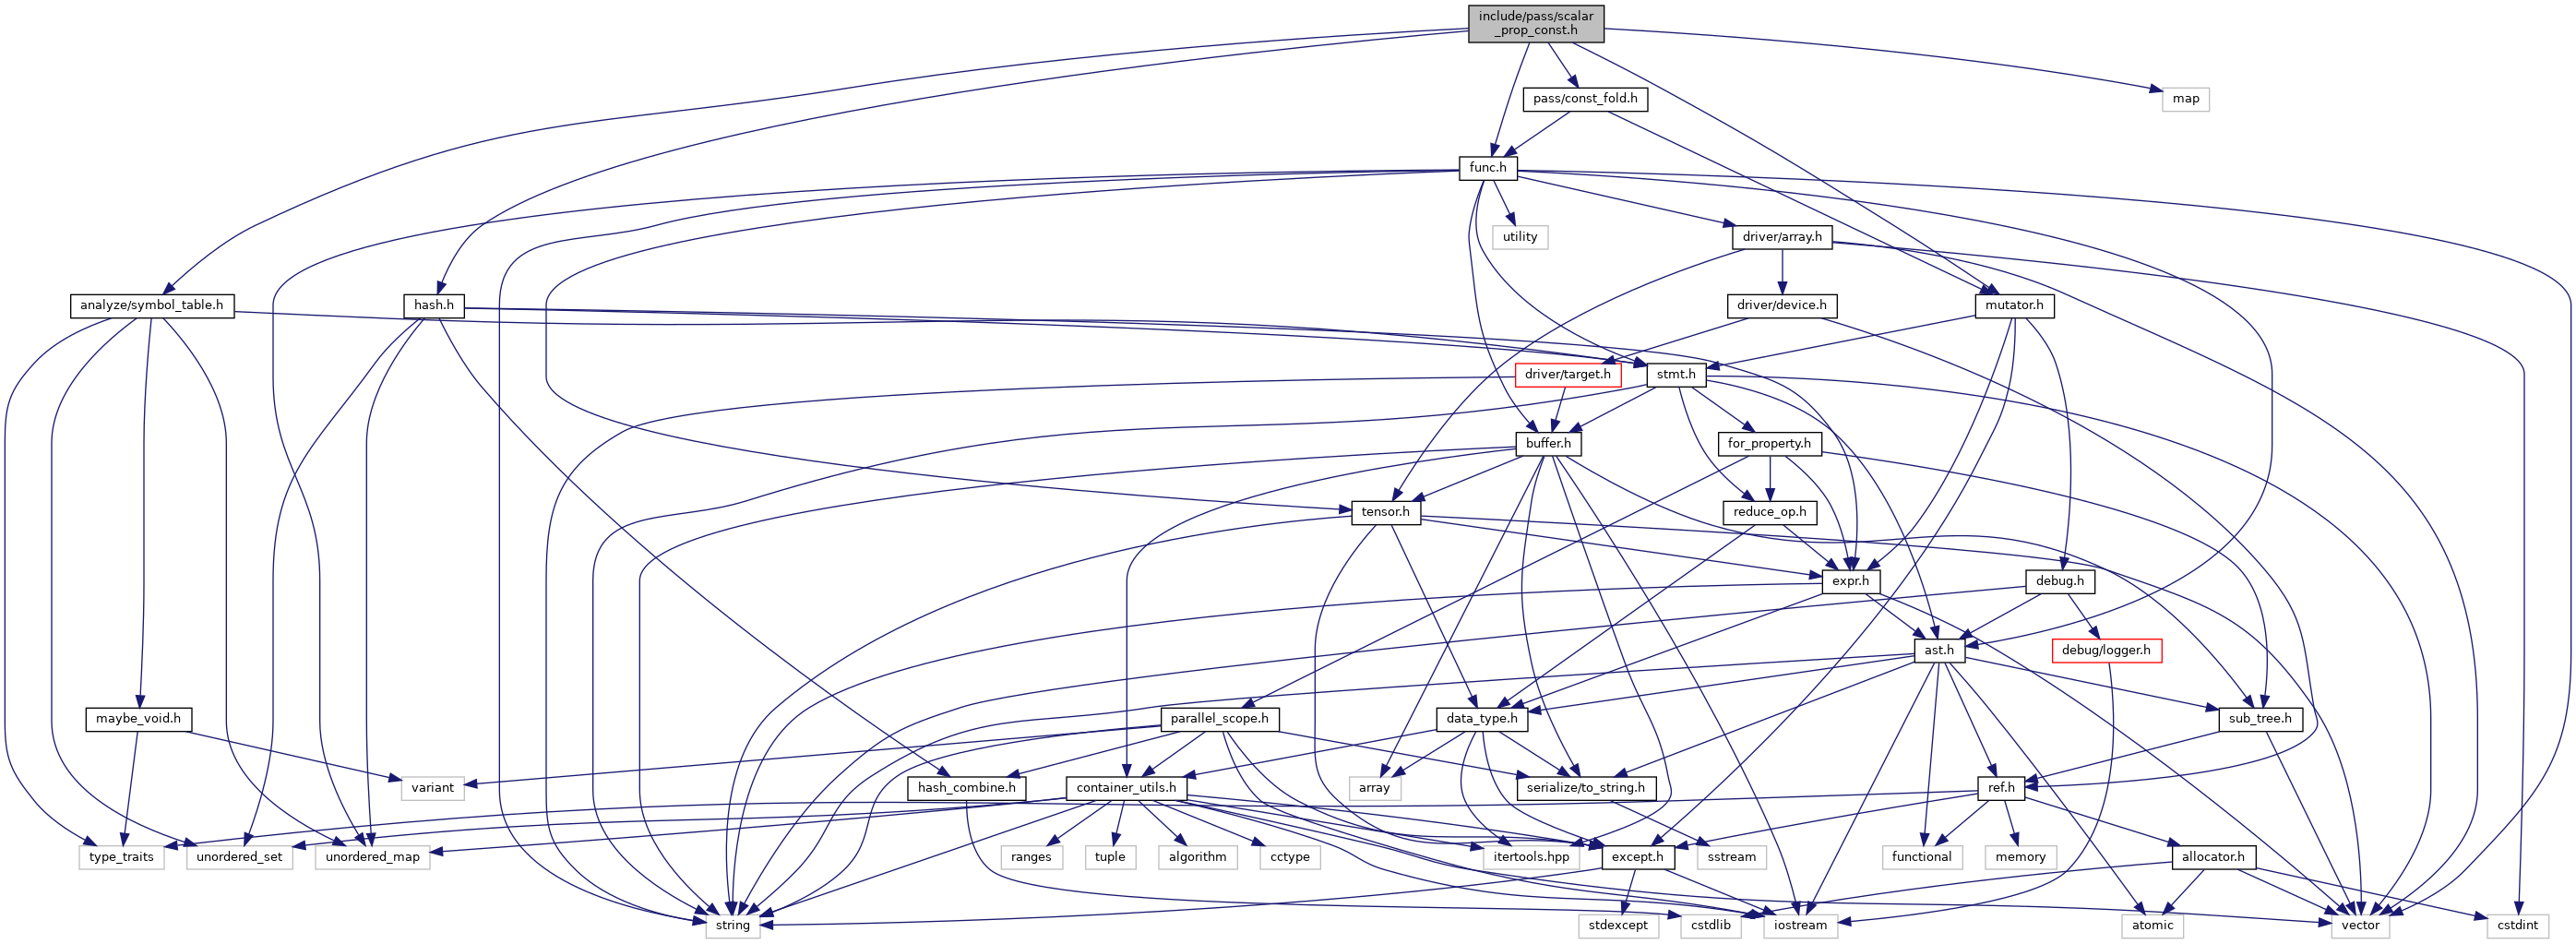 include/pass/scalar
_prop_const.h
pass/const_fold.h
map
func.h
utility
driver/array.h
analyze/symbol_table.h
hash.h
driver/device.h
mutator.h
driver/target.h
stmt.h
buffer.h
for_property.h
tensor.h
reduce_op.h
expr.h
debug.h
ast.h
debug/logger.h
maybe_void.h
parallel_scope.h
data_type.h
sub_tree.h
variant
hash_combine.h
container_utils.h
array
serialize/to_string.h
ref.h
type_traits
unordered_set
unordered_map
ranges
tuple
algorithm
cctype
itertools.hpp
except.h
sstream
functional
memory
allocator.h
string
stdexcept
cstdlib
iostream
atomic
vector
cstdint